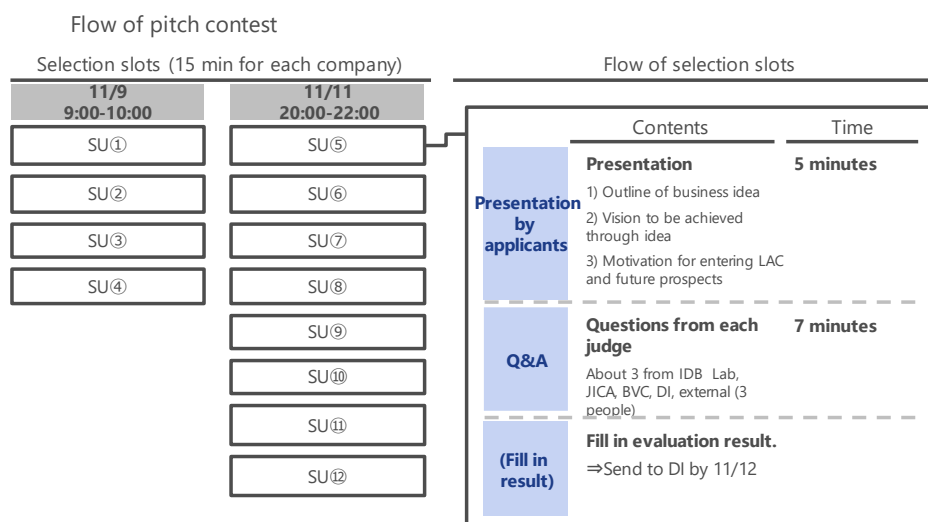 Flow of pitch contest
Selection slots (15 min for each company)
11/9
9:00-10:00
SU①
SU②
SU③
SU④
11/11
20:00-22:00
SU⑤
SU⑥
SU⑦
SU⑧
SU⑨
SU⑩
SU⑪
SU⑫
Flow of selection slots
Contents
Time
Presentation
by
applicants
Presentation
1) Outline of business idea
2) Vision to be achieved
through idea
3) Motivation for entering LAC
and future prospects
5 minutes
Q&A
Questions from each
judge
About 3 from IDB Lab,
JICA, BVC, DI, external (3
people)
7 minutes
(Fill in
result)
Fill in evaluation result.
⇒Send to DI by 11/12